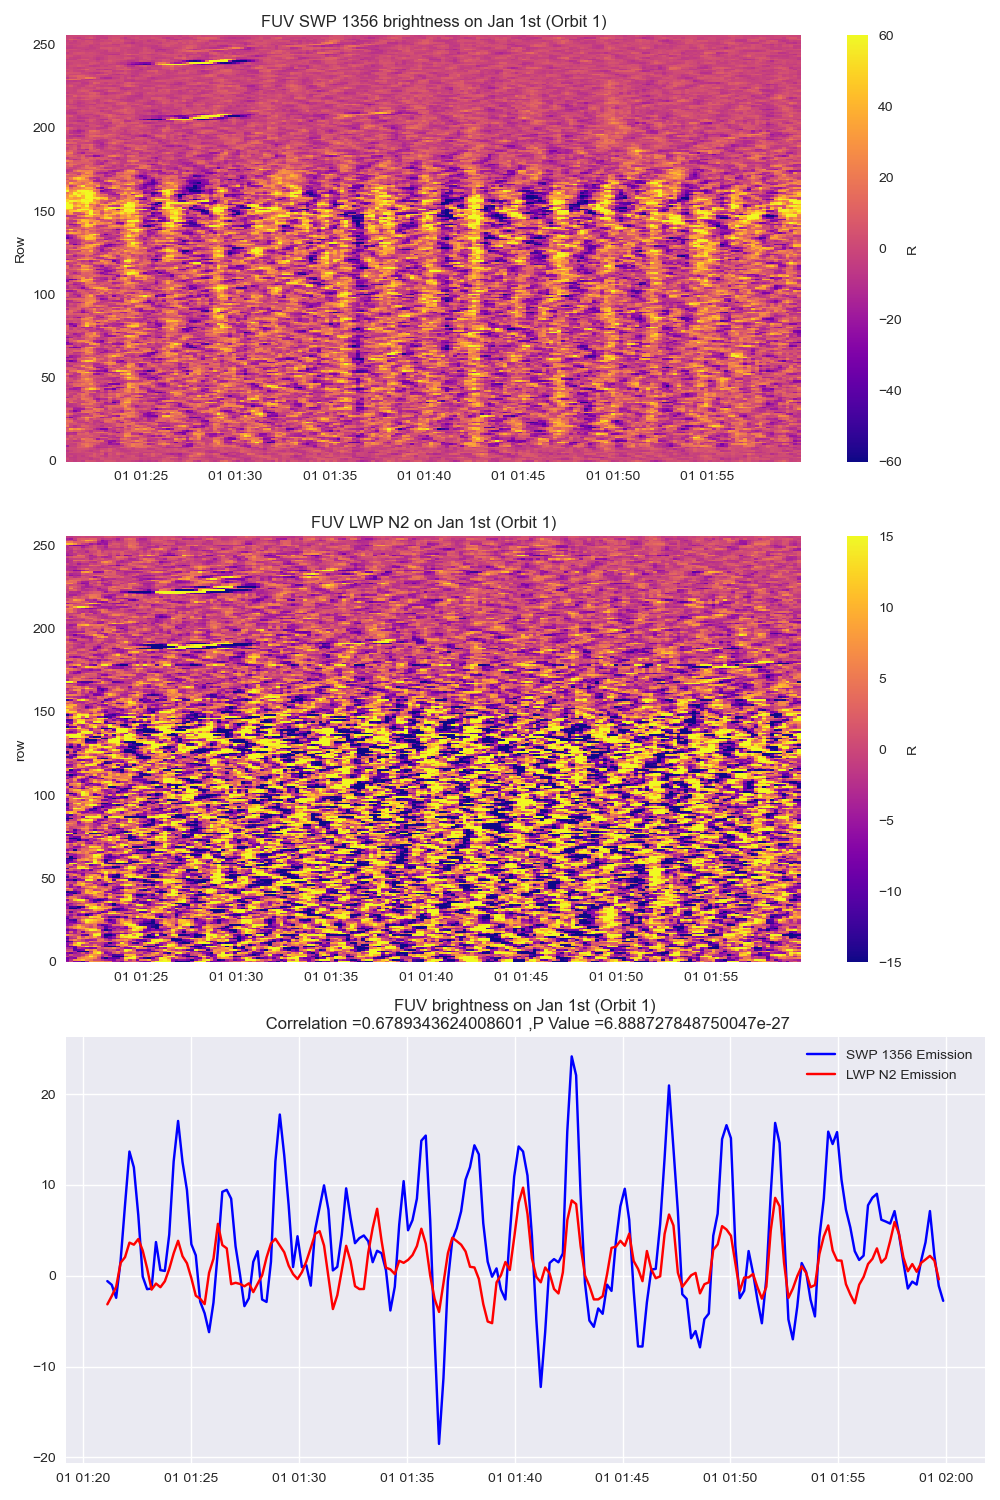 FUV SWP 1356 brightness on Jan 1st (Orbit 1)
250
200
150
100
50
0
Row
01 01:25 01 01:30 01 01:35 01 01:40 01 01:45 01 01:50 01 01:55
60
40
20
0
−20
−40
−60
R
FUV LWP N2 on Jan 1st (Orbit 1)
250
200
150
100
50
0
row
01 01:25 01 01:30 01 01:35 01 01:40 01 01:45 01 01:50 01 01:55
15
10
5
0
−5
−10
−15
R
FUV brightness on Jan 1st (Orbit 1)
Correlation =0.6789343624008601 ,P Value =6.888727848750047e-27
SWP 1356 Emission
LWP N2 Emission
20
10
0
−10
−20
01 01:20 01 01:25 01 01:30 01 01:35 01 01:40 01 01:45 01 01:50 01 01:55 01 02:00